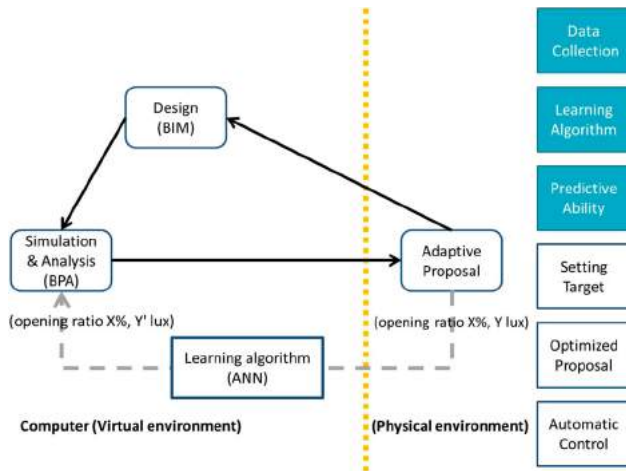 Design
(BIM)
Simulation
& Analysis
(BPA)
Adaptive
Proposal
(opening ratio X%, Y' lux)
(opening ratio X%, Y lux)
Learning algorithm
(ANN)
Computer (Virtual environment)
(Physical environment)
Data
Collection
Learning
Algorithm
Predictive
Ability
Setting
Target
Optimized
Proposal
Automatic
Control